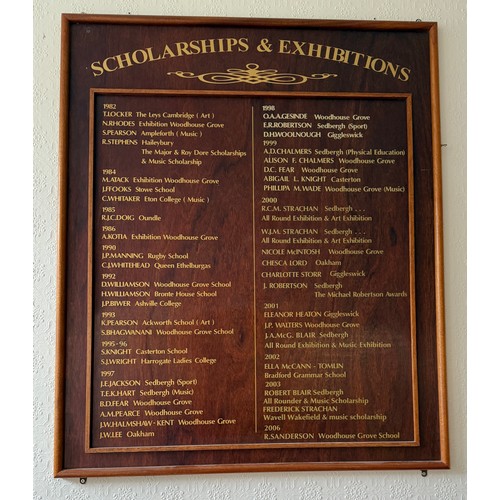 SCHOLARSHIPS & EXHIBITIONS
1982
T.LOCKER The Leys Cambridge ( Art )
N.RHODES Exhibition Woodhouse Grove
S.PEARSON Ampleforth ( Music )
R.STEPHENS Haileybury
The Major & Roy Dore Scholarships
& Music Scholarship
1984
M.ATACK Exhibition Woodhouse Grove
J.FOOKS Stowe School
C.WHITAKER Eton College ( Music )
1985
R.J.C.DOIG Oundle
1986
A.KOTIA Exhibition Woodhouse Grove
1990
J.P.MANNING Rugby School
C.J.WHITEHEAD Queen Ethelburgas
1992
D.WILLIAMSON Woodhouse Grove School
H.WILLIAMSON Bronte House School
J.P.BIWER Ashville College
1993
K.PEARSON Ackworth School ( Art )
S.BHAGWANANI Woodhouse Grove School
1995-96
S.KNIGHT Casterton School
S.J.WRIGHT Harrogate Ladies College
1997
J.E.JACKSON Sedbergh (Sport)
T.E.K.HART Sedbergh (Music)
B.D.FEAR Woodhouse Grove
A.M.PEARCE Woodhouse Grove
J.W.HALMSHAW-KENT Woodhouse Grove
J.W.LEE Oakham
1998
O.A.A.GESINDE Woodhouse Grove
E.R.ROBERTSON Sedbergh (Sport)
D.H.WOOLNOUGH Giggleswick
1999
A.D.CHALMERS Sedbergh (Physical Education)
ALISON F. CHALMERS Woodhouse Grove
D.C. FEAR Woodhouse Grove
ABIGAIL L. KNIGHT Casterton
PHILLIPA M.WADE Woodhouse Grove (Music)
2000
R.C.M. STRACHAN Sedbergh . . .
All Round Exhibition & Art Exhibition
W.J.M. STRACHAN Sedbergh . . .
All Round Exhibition & Art Exhibition
NICOLE McINTOSH Woodhouse Grove
CHESCA LORD Oakham
CHARLOTTE STORR Giggleswick
J. ROBERTSON Sedbergh
The Michael Robertson Awards
2001
ELEANOR HEATON Giggleswick
J.P. WALTERS Woodhouse Grove
J.A.McG. BLAIR Sedbergh
All Round Exhibition & Music Exhibition
2002
ELLA McCANN - TOMLIN
Bradford Grammar School
2003
ROBERT BLAIR Sedbergh
All Rounder & Music Scholarship
FREDERICK STRACHAN
Wavell Wakefield & music scholarship
2006
R.SANDERSON Woodhouse Grove School